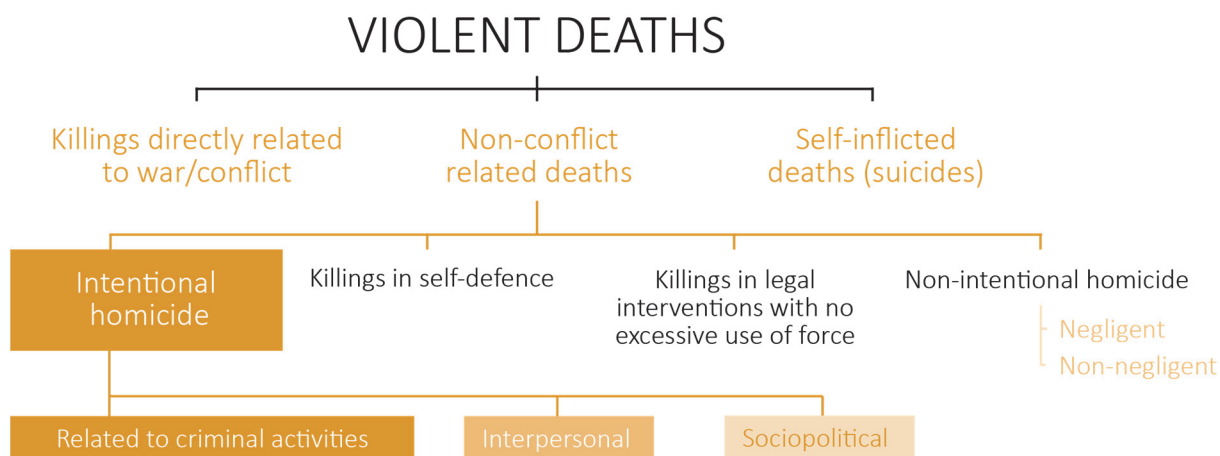 VIOLENT DEATHS
Killings directly related
to war/conflict
Non-conflict
related deaths
Self-inflicted
deaths (suicides)
Intentional
homicide
Killings in self-defence
Killings in legal
interventions with no
excessive use of force
Non-intentional homicide
Negligent
Non-negligent
Related to criminal activities
Interpersonal
Sociopolitical